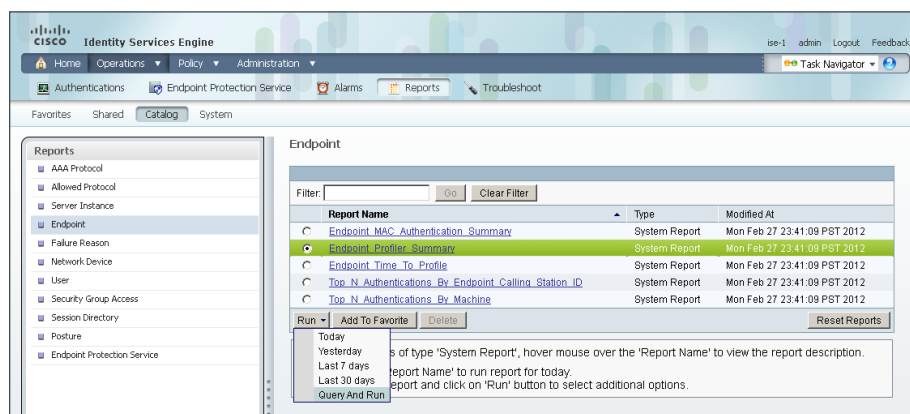 CISCO Identity Services Engine
ise-1 admin Logout Feedback
Home Operations ▼ Policy ▼ Administration ▼
Task Navigator ▼
Authentications Endpoint Protection Service Alarms Reports Troubleshoot
Favorites Shared Catalog System
Reports
AAA Protocol
Allowed Protocol
Server Instance
Endpoint
Failure Reason
Network Device
User
Security Group Access
Session Directory
Posture
Endpoint Protection Service
Endpoint
Filter: Go Clear Filter
Report Name Type Modified At
Endpoint_MAC_Authentication_Summary System Report Mon Feb 27 23:41:09 PST 2012
Endpoint_Profiler_Summary System Report Mon Feb 27 23:41:09 PST 2012
Endpoint_Time_To_Profile System Report Mon Feb 27 23:41:09 PST 2012
Top_N_Authentications_By_Endpoint_Calling_Station_ID System Report Mon Feb 27 23:41:09 PST 2012
Top_N_Authentications_By_Machine System Report Mon Feb 27 23:41:09 PST 2012
Run Add To Favorite Delete Reset Reports
Today
Yesterday
Last 7 days
Last 30 days
Query And Run
s of type 'System Report', hover mouse over the 'Report Name' to view the report description.
eport Name' to run report for today.
eport and click on 'Run' button to select additional options.